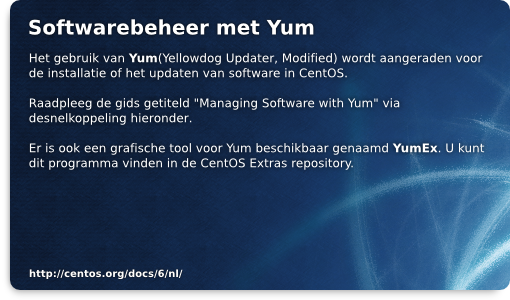 Softwarebeheer met Yum
Het gebruik van Yum(Yellowdog Updater, Modified) wordt aangeraden voor
de installatie of het updaten van software in CentOS.
Raadpleeg de gids getiteld "Managing Software with Yum" via
desnelkoppeling hieronder.
Er is ook een grafische tool voor Yum beschikbaar genaamd YumEx. U kunt
dit programma vinden in de CentOS Extras repository.
http://centos.org/docs/6/nl/